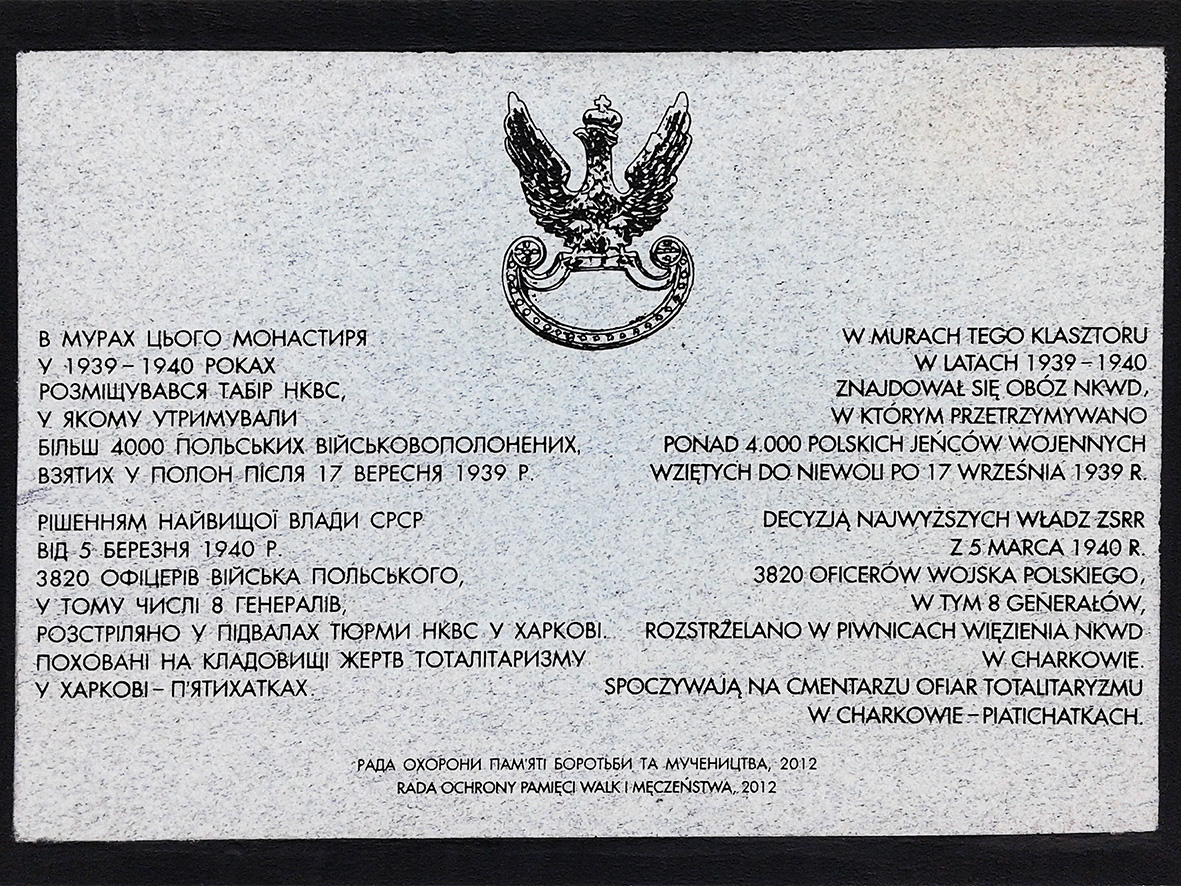 В МУРАХ ЦЬОГО МОНАСТИРЯ
У 1939 – 1940 РОКАХ
РОЗМІЩУВАВСЯ ТАБІР НКВС,
У ЯКОМУ УТРИМУВАЛИ
БІЛЬШ 4000 ПОЛЬСЬКИХ ВІЙСЬКОВОПОЛОНЕНИХ,
ВЗЯТИХ У ПОЛОН ПІСЛЯ 17 ВЕРЕСНЯ 1939 Р.
РІШЕННЯМ НАЙВИЩОЇ ВЛАДИ СРСР
ВІД 5 БЕРЕЗНЯ 1940 Р.
3820 ОФІЦЕРІВ ВІЙСЬКА ПОЛЬСЬКОГО,
У ТОМУ ЧИСЛІ 8 ГЕНЕРАЛІВ,
РОЗСТРІЛЯНО У ПІДВАЛАХ ТЮРМИ НКВС У ХАРКОВІ.
ПОХОВАНІ НА КЛАДОВИЩІ ЖЕРТВ ТОТАЛІТАРИЗМУ
У ХАРКОВІ – П'ЯТИХАТКАХ.
W MURACH TEGO KLASZTORU
W LATACH 1939 – 1940
ZNAJDOWAŁ SIĘ OBÓZ NKWD,
W KTÓRYM PRZETRZYMYWANO
PONAD 4.000 POLSKICH JEŃCÓW WOJENNYCH
WZIĘTYCH DO NIEWOLI PO 17 WRZEŚNIA 1939 R.
DECYZJĄ NAJWYŻSZYCH WŁADZ ZSRR
Z 5 MARCA 1940 R.
3820 OFICERÓW WOJSKA POLSKIEGO,
W TYM 8 GENERAŁÓW,
ROZSTRZELANO W PIWNICACH WIĘZIENIA NKWD
W CHARKOWIE.
SPOCZYWAJĄ NA CMENTARZU OFIAR TOTALITARYZMU
W CHARKOWIE – PIATICHATKACH.
РАДА ОХОРОНИ ПАМ'ЯТІ БОРОТЬБИ ТА МУЧЕНИЦТВА, 2012
RADA OCHRONY PAMIĘCI WALK I MĘCZEŃSTWA, 2012